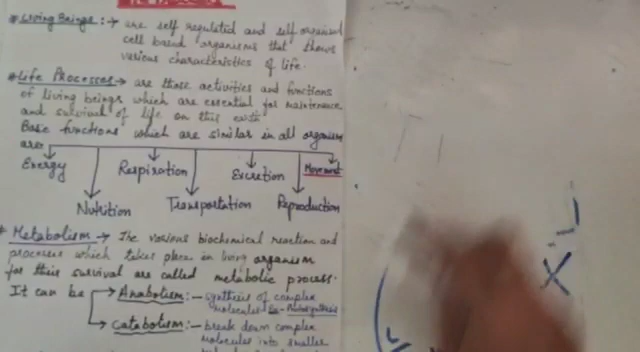 * Living Beings :→ are self regulated and self organised
cell based organisms that shows
various characteristics of life.
* Life Processes → are those activities and functions
of living beings which are essential for maintenance
and survival of life on this earth
Basic functions which are similar in all organism
are
Energy Respiration Excretion Movement
Nutrition Transportation Reproduction
* Metabolism → The various biochemical reaction and
processes which takes place in living organism
for their survival are called metabolic process.
It can be → Anabolism :- synthesis of complex
molecules Ex - Photosynthesis
→ Catabolism :- break down complex
molecules into smaller